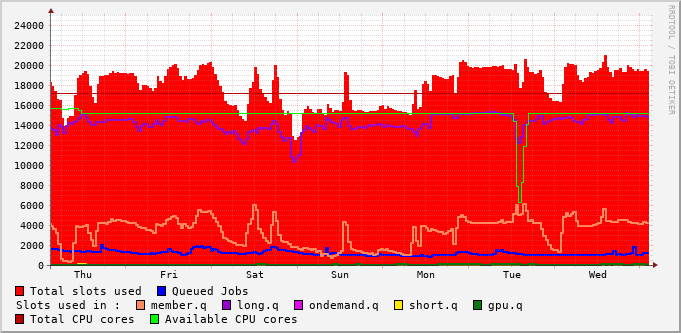 24000
22000
20000
18000
16000
14000
12000
10000
8000
6000
4000
2000
0
Thu Fri Sat Sun Mon Tue Wed
Total slots used Queued Jobs
Slots used in : member.q long.q ondemand.q short.q gpu.q
Total CPU cores Available CPU cores
RRDTOOL / TOBI OETIKER